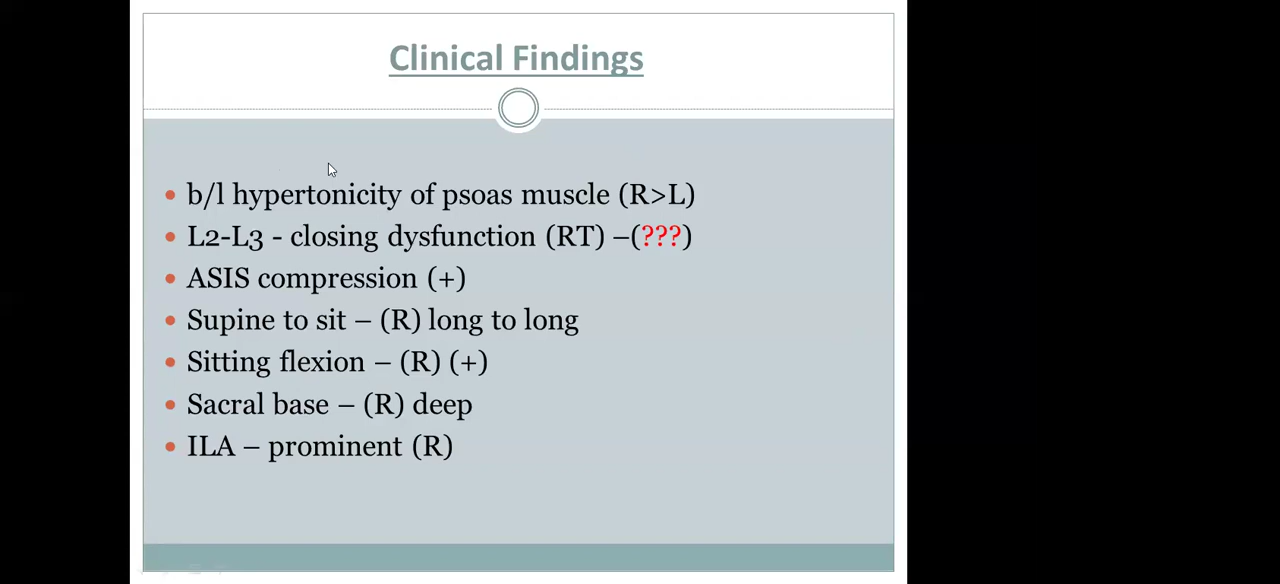 Clinical Findings
• b/l hypertonicity of psoas muscle (R>L)
• L2-L3 - closing dysfunction (RT) –(???)
• ASIS compression (+)
• Supine to sit – (R) long to long
• Sitting flexion – (R) (+)
• Sacral base – (R) deep
• ILA – prominent (R)